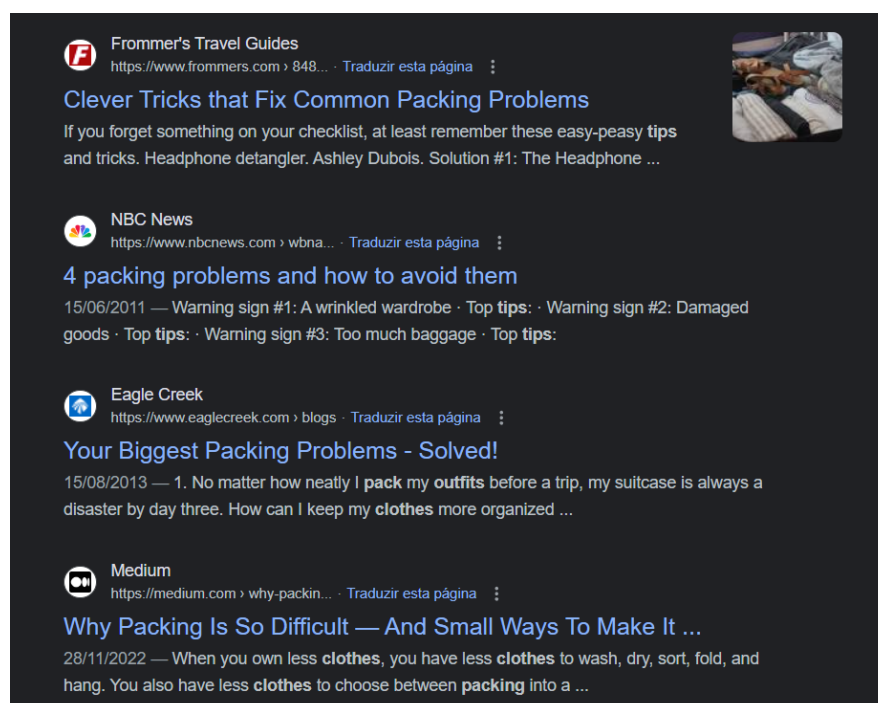 Frommer's Travel Guides
https://www.frommers.com › 848... · Traduzir esta página
Clever Tricks that Fix Common Packing Problems
If you forget something on your checklist, at least remember these easy-peasy tips
and tricks. Headphone detangler. Ashley Dubois. Solution #1: The Headphone ...
NBC News
https://www.nbcnews.com › wbna... · Traduzir esta página
4 packing problems and how to avoid them
15/06/2011 — Warning sign #1: A wrinkled wardrobe · Top tips: · Warning sign #2: Damaged
goods · Top tips: · Warning sign #3: Too much baggage · Top tips:
Eagle Creek
https://www.eaglecreek.com › blogs · Traduzir esta página
Your Biggest Packing Problems - Solved!
15/08/2013 — 1. No matter how neatly I pack my outfits before a trip, my suitcase is always a
disaster by day three. How can I keep my clothes more organized ...
Medium
https://medium.com › why-packin... · Traduzir esta página
Why Packing Is So Difficult — And Small Ways To Make It ...
28/11/2022 — When you own less clothes, you have less clothes to wash, dry, sort, fold, and
hang. You also have less clothes to choose between packing into a ...